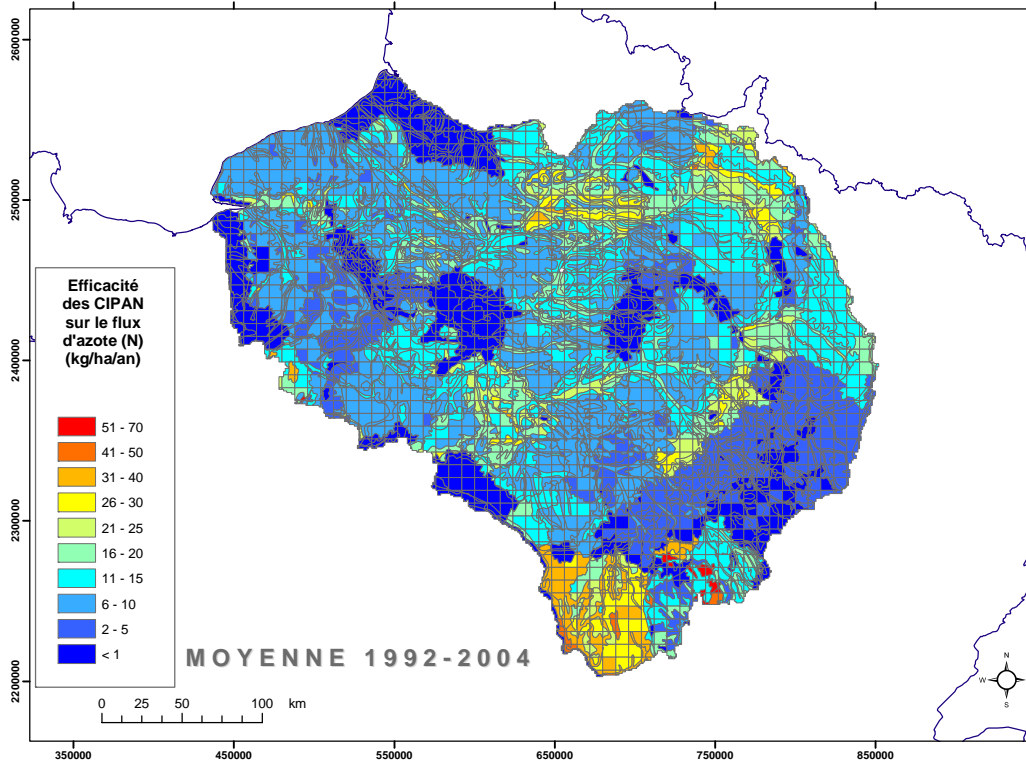 2600000
2500000
2400000
2300000
2200000
Efficacité
des CIPAN
sur le flux
d'azote (N)
(kg/ha/an)
51 - 70
41 - 50
31 - 40
26 - 30
21 - 25
16 - 20
11 - 15
6 - 10
2 - 5
< 1
MOYENNE 1992-2004
0 25 50 100 km
N
W
S
350000 450000 550000 650000 750000 850000